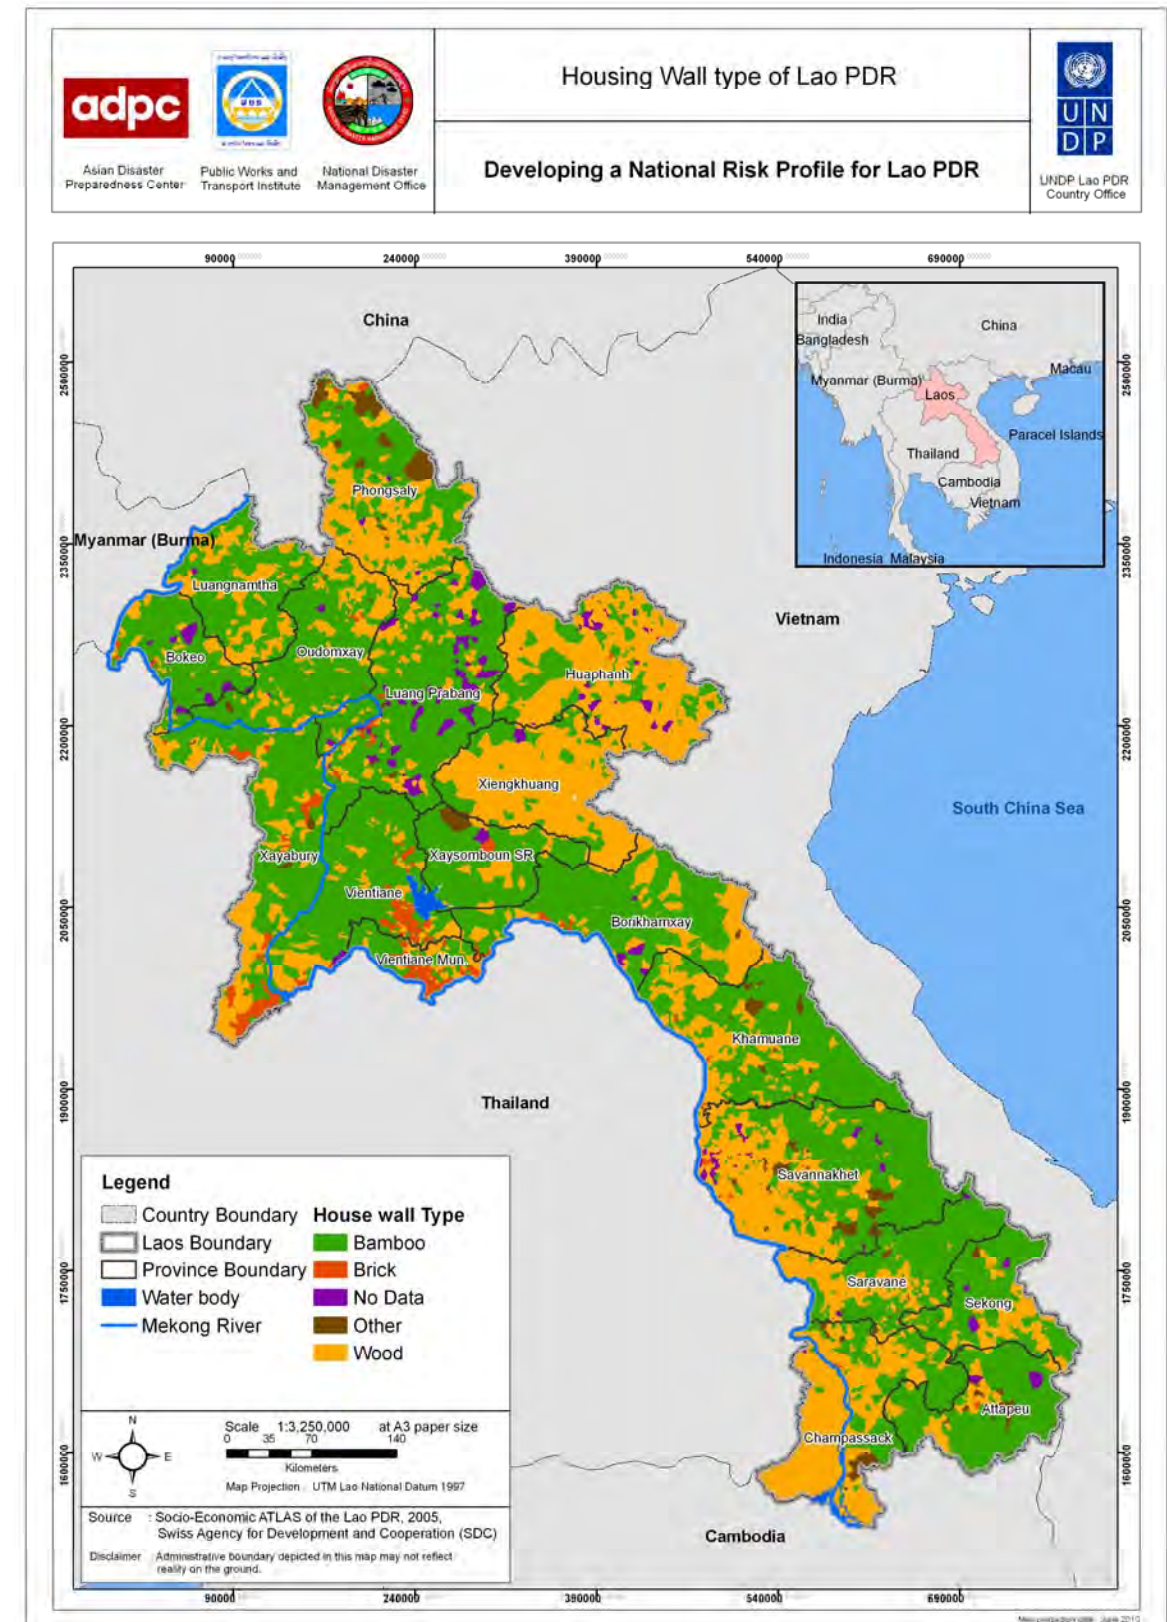 adpc
Asian Disaster
Preparedness Center
Public Works and
Transport Institute
National Disaster
Management Office
Housing Wall type of Lao PDR
Developing a National Risk Profile for Lao PDR
UN
DP
UNDP Lao PDR
Country Office
90000 240000 390000 540000 690000
2500000
2350000
2200000
2050000
1900000
1750000
1600000
2500000
2350000
2200000
2050000
1900000
1750000
1600000
China
India
China
Bangladesh
Macau
Myanmar (Burma)
Laos
Paracel Islands
Thailand
Cambodia
Vietnam
Indonesia Malaysia
Phongsaly
Myanmar (Burma)
Luangnamtha
Vietnam
Bokeo
Oudomxay
Huaphanh
Luang Prabang
Xiengkhuang
South China Sea
Xayabury
Xaysomboun SR
Vientiane
Borikhamxay
Vientiane Mun.
Khamuane
Thailand
Savannakhet
Saravane
Sekong
Attapeu
Champassack
Cambodia
Legend
Country Boundary
Laos Boundary
Province Boundary
Water body
Mekong River
House wall Type
Bamboo
Brick
No Data
Other
Wood
N
W E
S
Scale 1:3,250,000 at A3 paper size
0 35 70 140
Kilometers
Map Projection : UTM Lao National Datum 1997
Source : Socio-Economic ATLAS of the Lao PDR, 2005,
Swiss Agency for Development and Cooperation (SDC)
Disclaimer : Administrative boundary depicted in this map may not reflect
reality on the ground.
90000 240000 390000 540000 690000